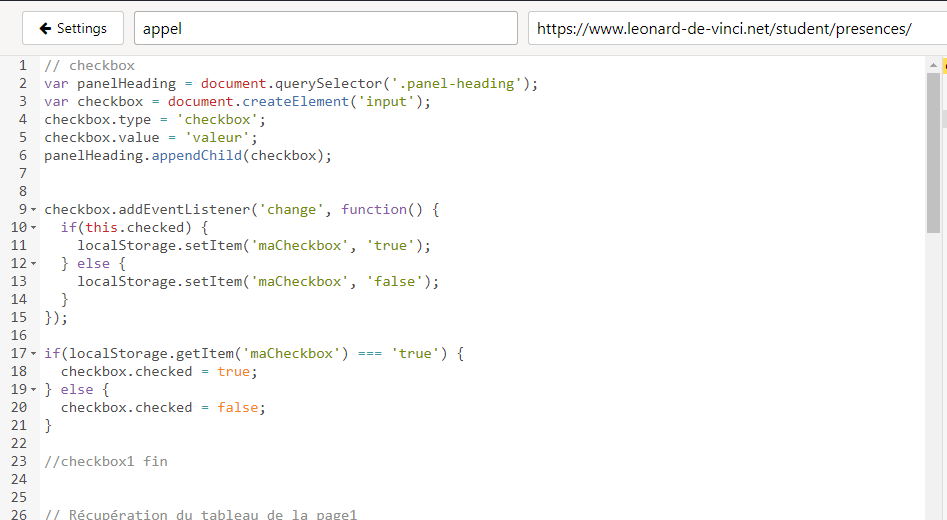 ← Settings appel https://www.leonard-de-vinci.net/student/presences/
1 // checkbox
2 var panelHeading = document.querySelector('.panel-heading');
3 var checkbox = document.createElement('input');
4 checkbox.type = 'checkbox';
5 checkbox.value = 'valeur';
6 panelHeading.appendChild(checkbox);
7
8
9 checkbox.addEventListener('change', function() {
10   if(this.checked) {
11     localStorage.setItem('maCheckbox', 'true');
12   } else {
13     localStorage.setItem('maCheckbox', 'false');
14   }
15 });
16
17 if(localStorage.getItem('maCheckbox') === 'true') {
18   checkbox.checked = true;
19 } else {
20   checkbox.checked = false;
21 }
22
23 //checkbox1 fin
24
25
26 // Récupération du tableau de la page1